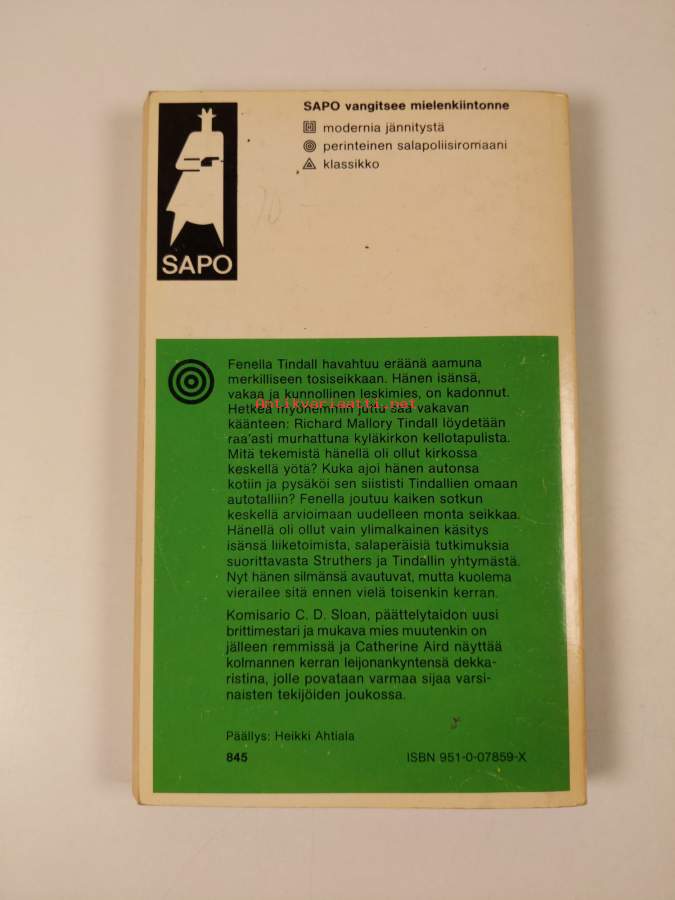 SAPO vangitsee mielenkiintonne
modernia jännitystä
perinteinen salapoliisiromaani
klassikko
SAPO
Fenella Tindall havahtuu eräänä aamuna
merkilliseen tosiseikkaan. Hänen isänsä,
vakaa ja kunnollinen leskimies, on kadonnut.
Antikvariaatti.net
Hetkeä myöhemmin juttu saa vakavan
käänteen: Richard Mallory Tindall löydetään
raa'asti murhattuna kyläkirkon kellotapulista.
Mitä tekemistä hänellä oli ollut kirkossa
keskellä yötä? Kuka ajoi hänen autonsa
kotiin ja pysäköi sen siististi Tindallien omaan
autotalliin? Fenella joutuu kaiken sotkun
keskellä arvioimaan uudelleen monta seikkaa.
Hänellä oli ollut vain ylimalkainen käsitys
isänsä liiketoimista, salaperäisiä tutkimuksia
suorittavasta Struthers ja Tindallin yhtymästä.
Nyt hänen silmänsä avautuvat, mutta kuolema
vierailee sitä ennen vielä toisenkin kerran.
Komisario C. D. Sloan, päättelytaidon uusi
brittimestari ja mukava mies muutenkin on
jälleen remmissä ja Catherine Aird näyttää
kolmannen kerran leijonankyntensä dekka-
ristina, jolle povataan varmaa sijaa varsi-
naisten tekijöiden joukossa.
Päällys: Heikki Ahtiala
845 ISBN 951-0-07859-X